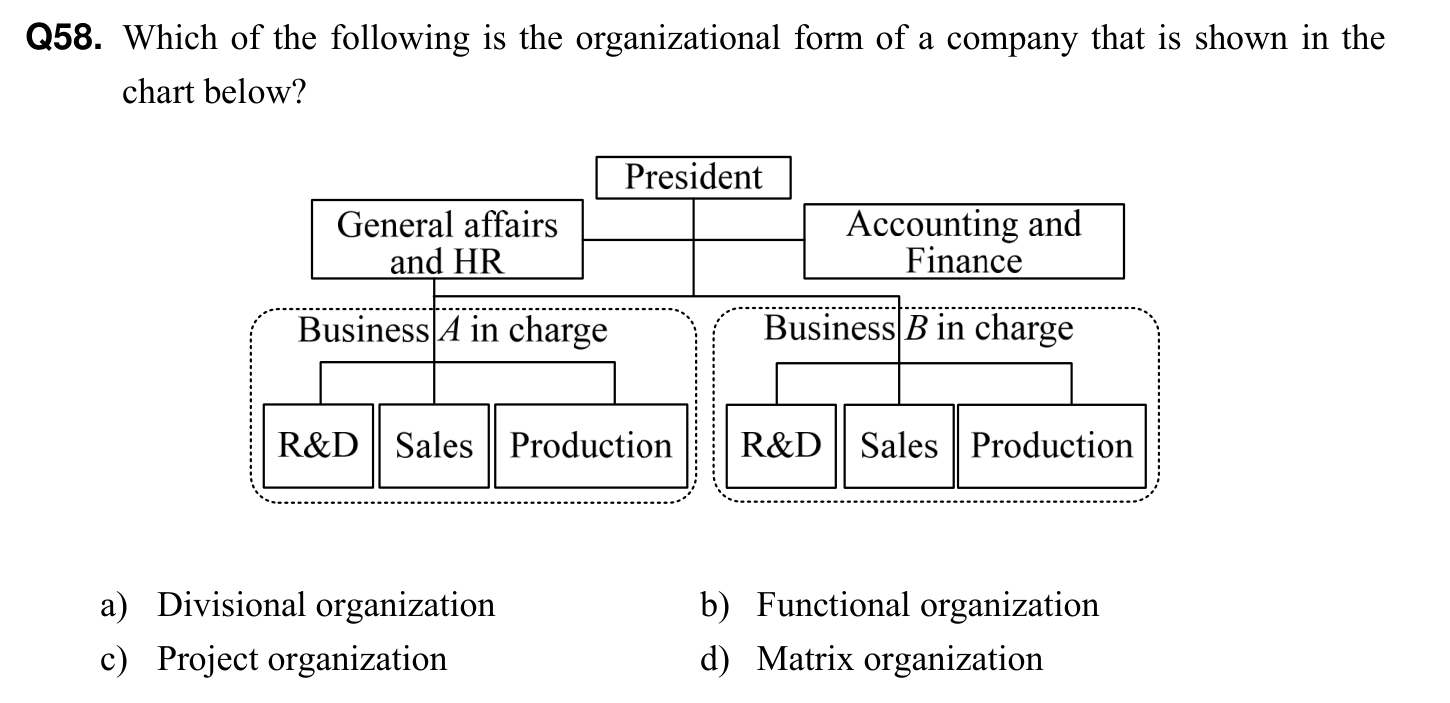 Q58. Which of the following is the organizational form of a company that is shown in the
chart below?
President
General affairs
and HR
Accounting and
Finance
Business A in charge
Business B in charge
R&D
Sales
Production
R&D
Sales
Production
a) Divisional organization
b) Functional organization
c) Project organization
d) Matrix organization